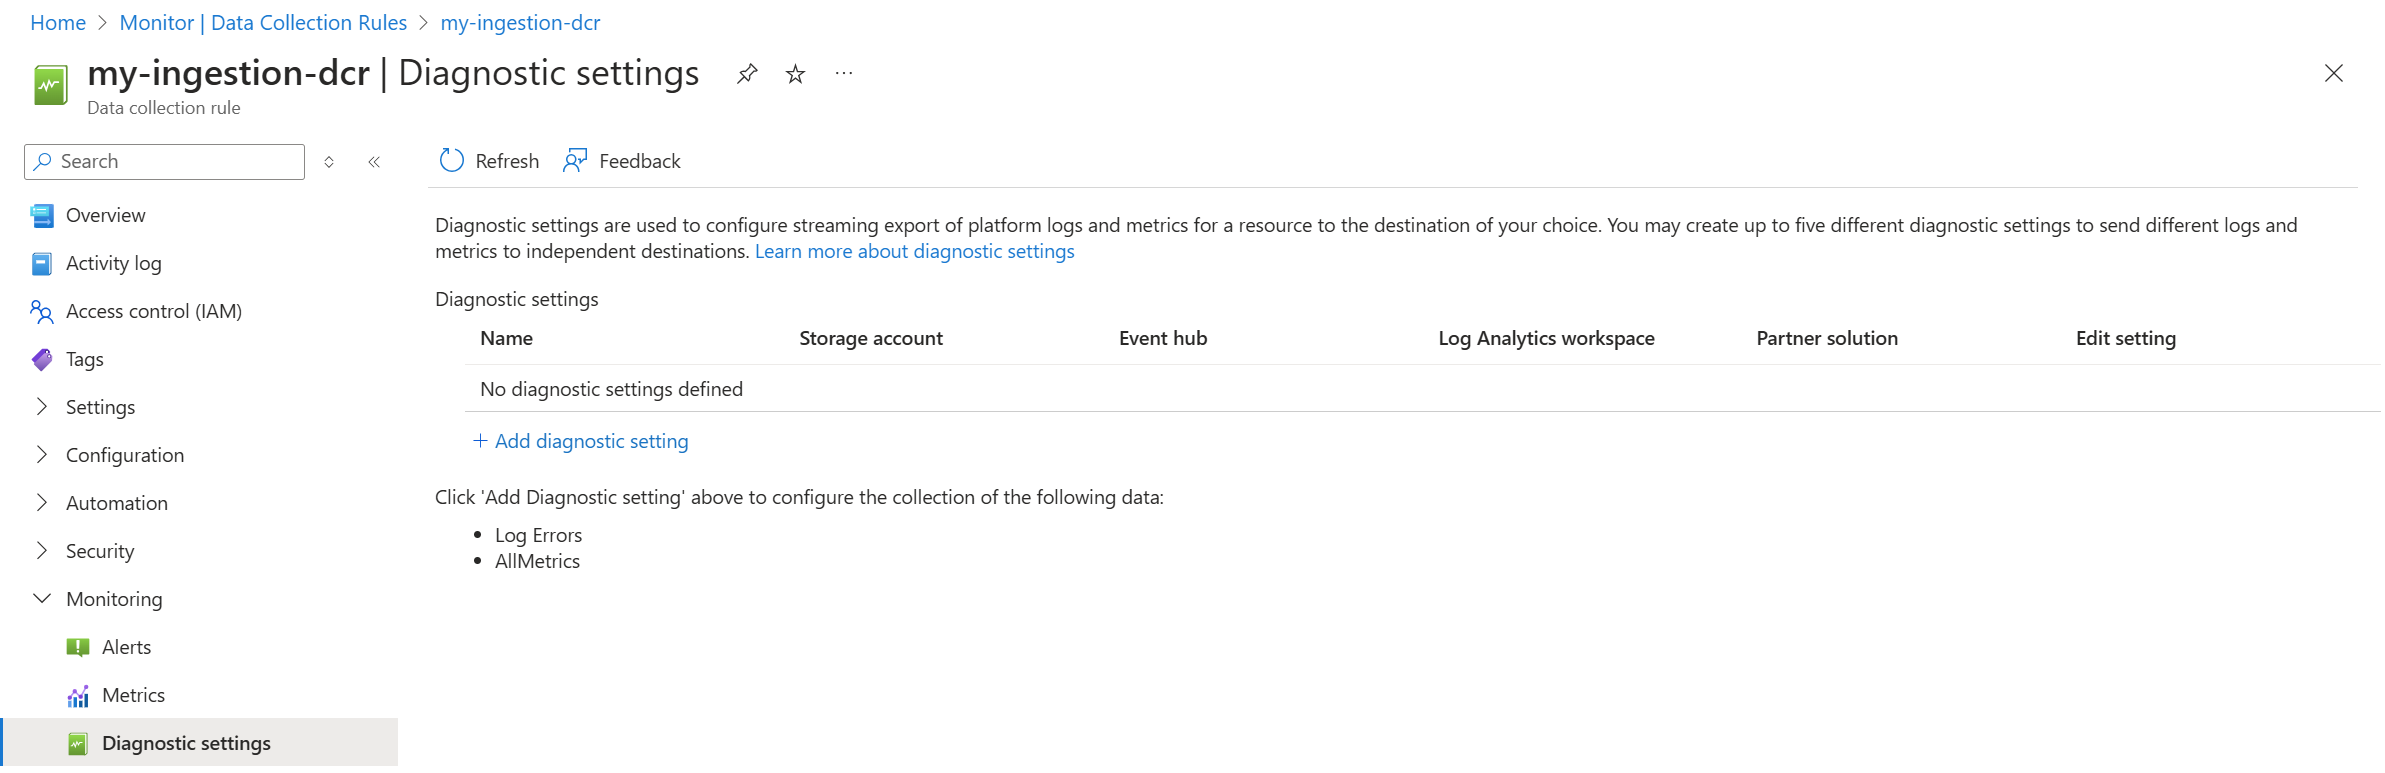 Home > Monitor | Data Collection Rules > my-ingestion-dcr
my-ingestion-dcr | Diagnostic settings
Data collection rule
Search
Overview
Activity log
Access control (IAM)
Tags
Settings
Configuration
Automation
Security
Monitoring
Alerts
Metrics
Diagnostic settings
Refresh Feedback
Diagnostic settings are used to configure streaming export of platform logs and metrics for a resource to the destination of your choice. You may create up to five different diagnostic settings to send different logs and
metrics to independent destinations. Learn more about diagnostic settings
Diagnostic settings
Name Storage account Event hub Log Analytics workspace Partner solution Edit setting
No diagnostic settings defined
+ Add diagnostic setting
Click 'Add Diagnostic setting' above to configure the collection of the following data:
• Log Errors
• AllMetrics